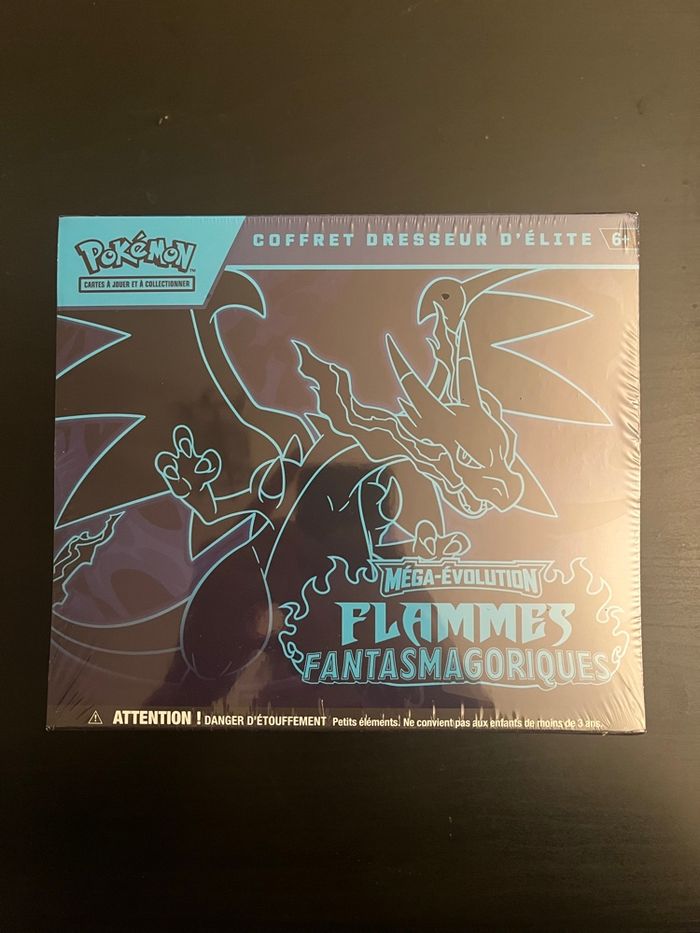 POKéMON™
CARTES À JOUER ET À COLLECTIONNER
COFFRET DRESSEUR D'ÉLITE 6+
MÉGA-ÉVOLUTION
FLAMMES
FANTASMAGORIQUES
ATTENTION ! DANGER D'ÉTOUFFEMENT Petits éléments. Ne convient pas aux enfants de moins de 3 ans.